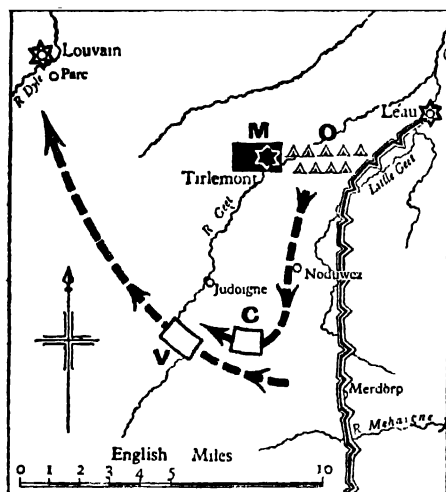 Louvain
Parc
R Dyle
Léau
M O
Tirlemont
Little Geet
R Geet
Noduwez
Judoigne
C
V
Merdorp
R Mehaigne
English Miles
0 1 2 3 4 5 10